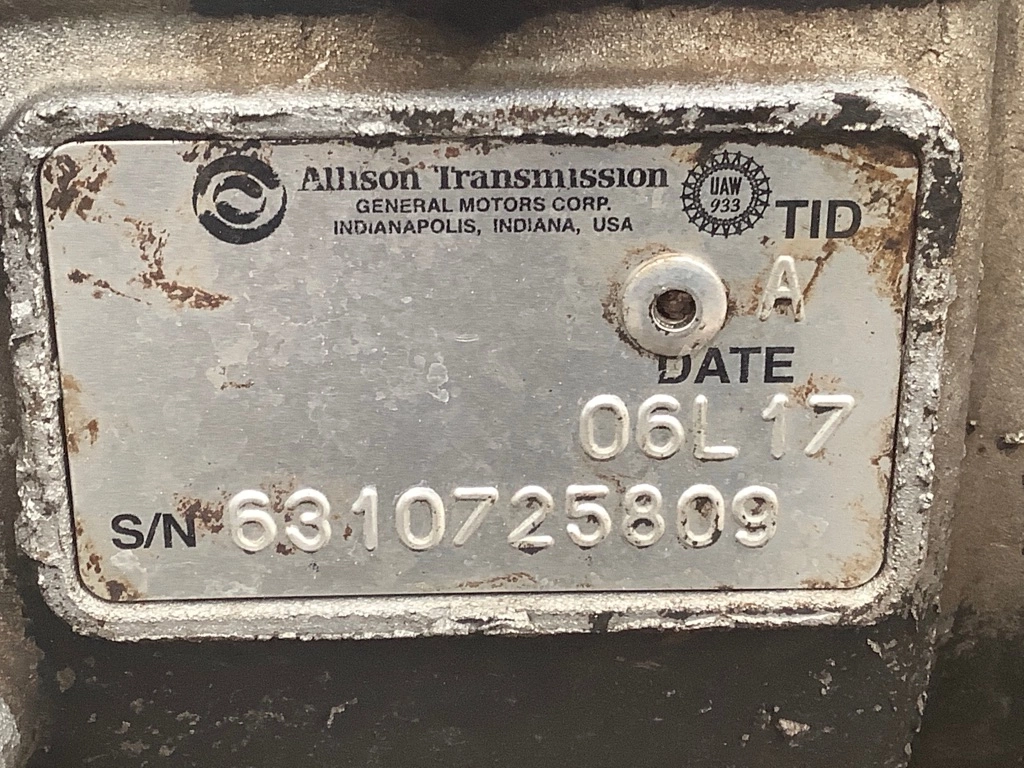 Allison Transmission
GENERAL MOTORS CORP.
INDIANAPOLIS, INDIANA, USA
UAW
933
TID
A
DATE
06L17
S/N 6310725809